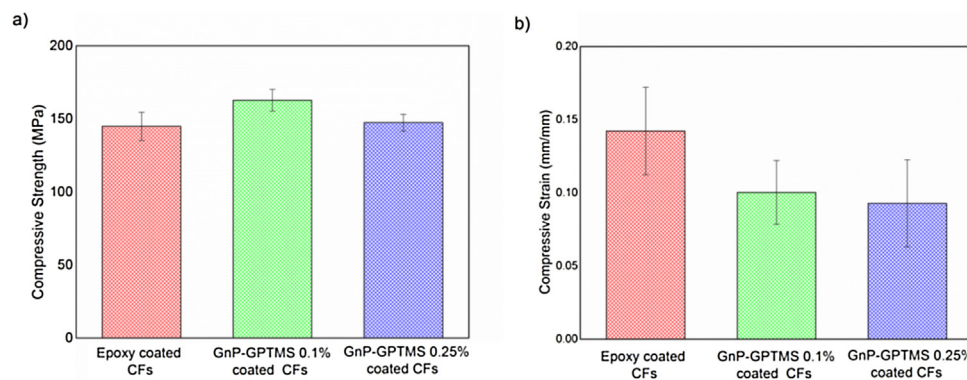 a)
Compressive Strength (MPa)
200
150
100
50
0
Epoxy coated
CFs
GnP-GPTMS 0.1%
coated CFs
GnP-GPTMS 0.25%
coated CFs
b)
Compressive Strain (mm/mm)
0.20
0.15
0.10
0.05
0.00
Epoxy coated
CFs
GnP-GPTMS 0.1%
coated CFs
GnP-GPTMS 0.25%
coated CFs